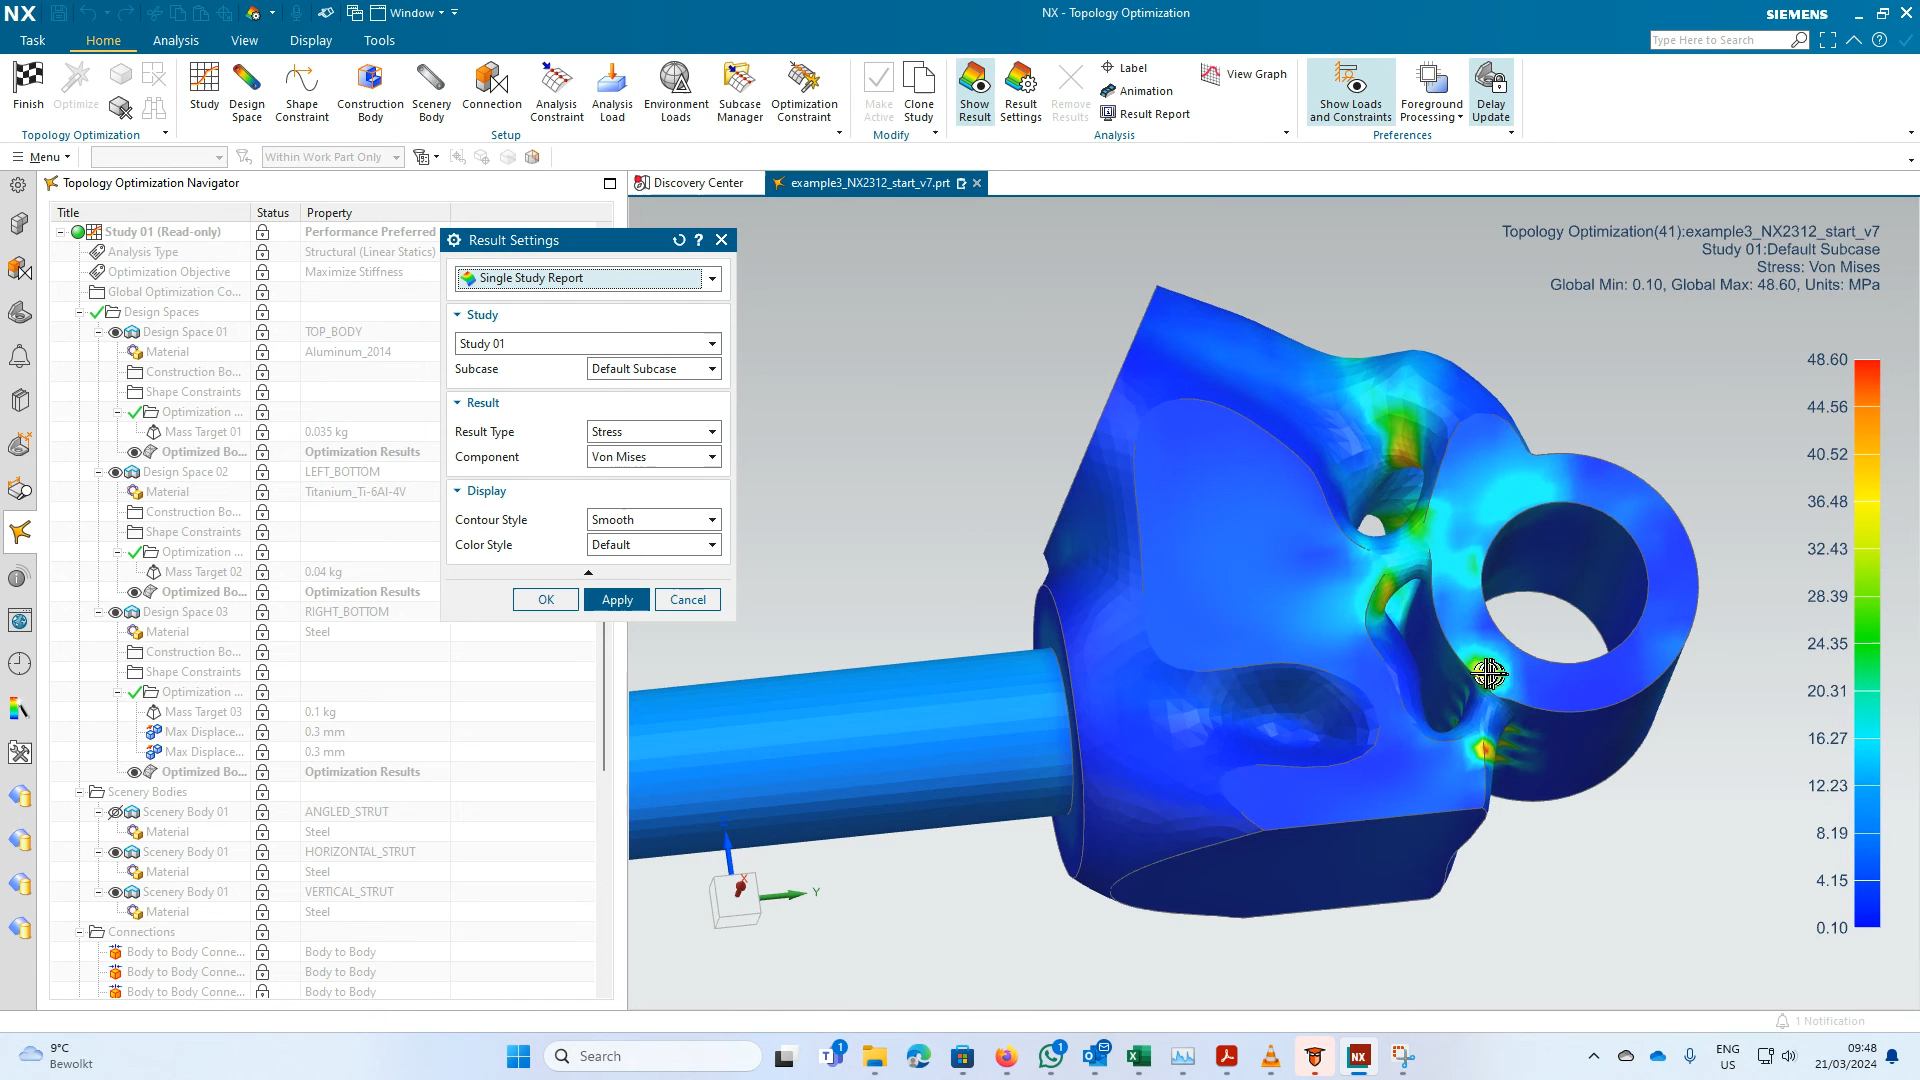 NX
Window
NX - Topology Optimization
SIEMENS
Task
Home
Analysis
View
Display
Tools
Type Here to Search
Finish
Optimize
Topology Optimization
Study
Design Space
Shape Constraint
Construction Body
Scenery Body
Connection
Analysis Constraint
Analysis Load
Environment Loads
Subcase Manager
Optimization Constraint
Setup
Make Active
Clone Study
Modify
Show Result
Result Settings
Remove Results
Label
Animation
Result Report
View Graph
Analysis
Show Loads and Constraints
Foreground Processing
Delay Update
Preferences
Menu
Within Work Part Only
Topology Optimization Navigator
Discovery Center
example3_NX2312_start_v7.prt
Title Status Property
Study 01 (Read-only) Performance Preferred
Analysis Type Structural (Linear Statics)
Optimization Objective Maximize Stiffness
Global Optimization Co...
Design Spaces
Design Space 01 TOP_BODY
Material Aluminum_2014
Construction Bo...
Shape Constraints
Optimization ...
Mass Target 01 0.035 kg
Optimized Bo... Optimization Results
Design Space 02 LEFT_BOTTOM
Material Titanium_Ti-6Al-4V
Construction Bo...
Shape Constraints
Optimization ...
Mass Target 02 0.04 kg
Optimized Bo... Optimization Results
Design Space 03 RIGHT_BOTTOM
Material Steel
Construction Bo...
Shape Constraints
Optimization ...
Mass Target 03 0.1 kg
Max Displace... 0.3 mm
Max Displace... 0.3 mm
Optimized Bo... Optimization Results
Scenery Bodies
Scenery Body 01 ANGLED_STRUT
Material Steel
Scenery Body 01 HORIZONTAL_STRUT
Material Steel
Scenery Body 01 VERTICAL_STRUT
Material Steel
Connections
Body to Body Conne... Body to Body
Body to Body Conne... Body to Body
Body to Body Conne... Body to Body
Result Settings
Single Study Report
Study
Study 01
Subcase Default Subcase
Result
Result Type Stress
Component Von Mises
Display
Contour Style Smooth
Color Style Default
OK Apply Cancel
Topology Optimization(41):example3_NX2312_start_v7
Study 01:Default Subcase
Stress: Von Mises
Global Min: 0.10, Global Max: 48.60, Units: MPa
48.60
44.56
40.52
36.48
32.43
28.39
24.35
20.31
16.27
12.23
8.19
4.15
0.10
X
Y
1 Notification
9°C
Bewolkt
Search
1
1
NX
ENG
US
09:48
21/03/2024